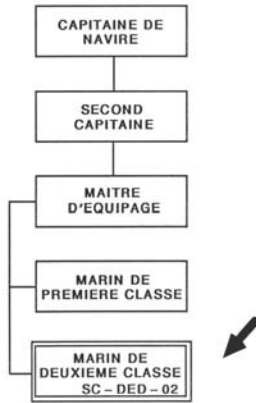 CAPITAINE DE
NAVIRE
SECOND
CAPITAINE
MAITRE
D'EQUIPAGE
MARIN DE
PREMIERE CLASSE
MARIN DE
DEUXIEME CLASSE
SC – DED – 02